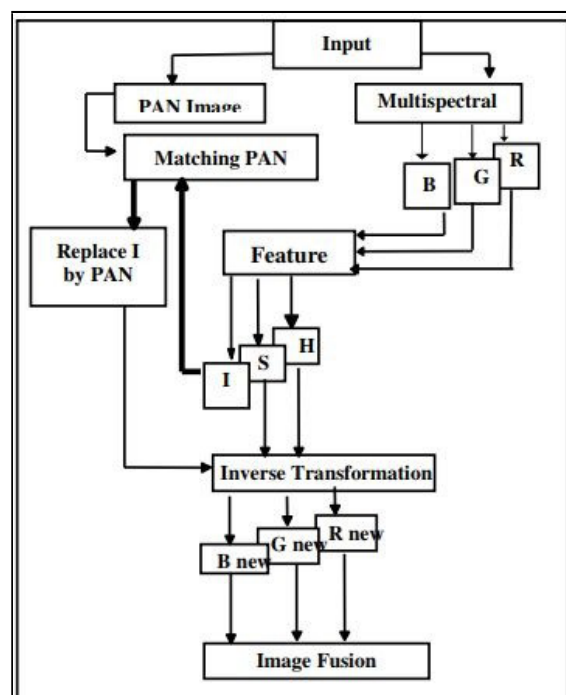 Input
PAN Image
Multispectral
Matching PAN
B
G
R
Replace I
by PAN
Feature
I
S
H
Inverse Transformation
B new
G new
R new
Image Fusion